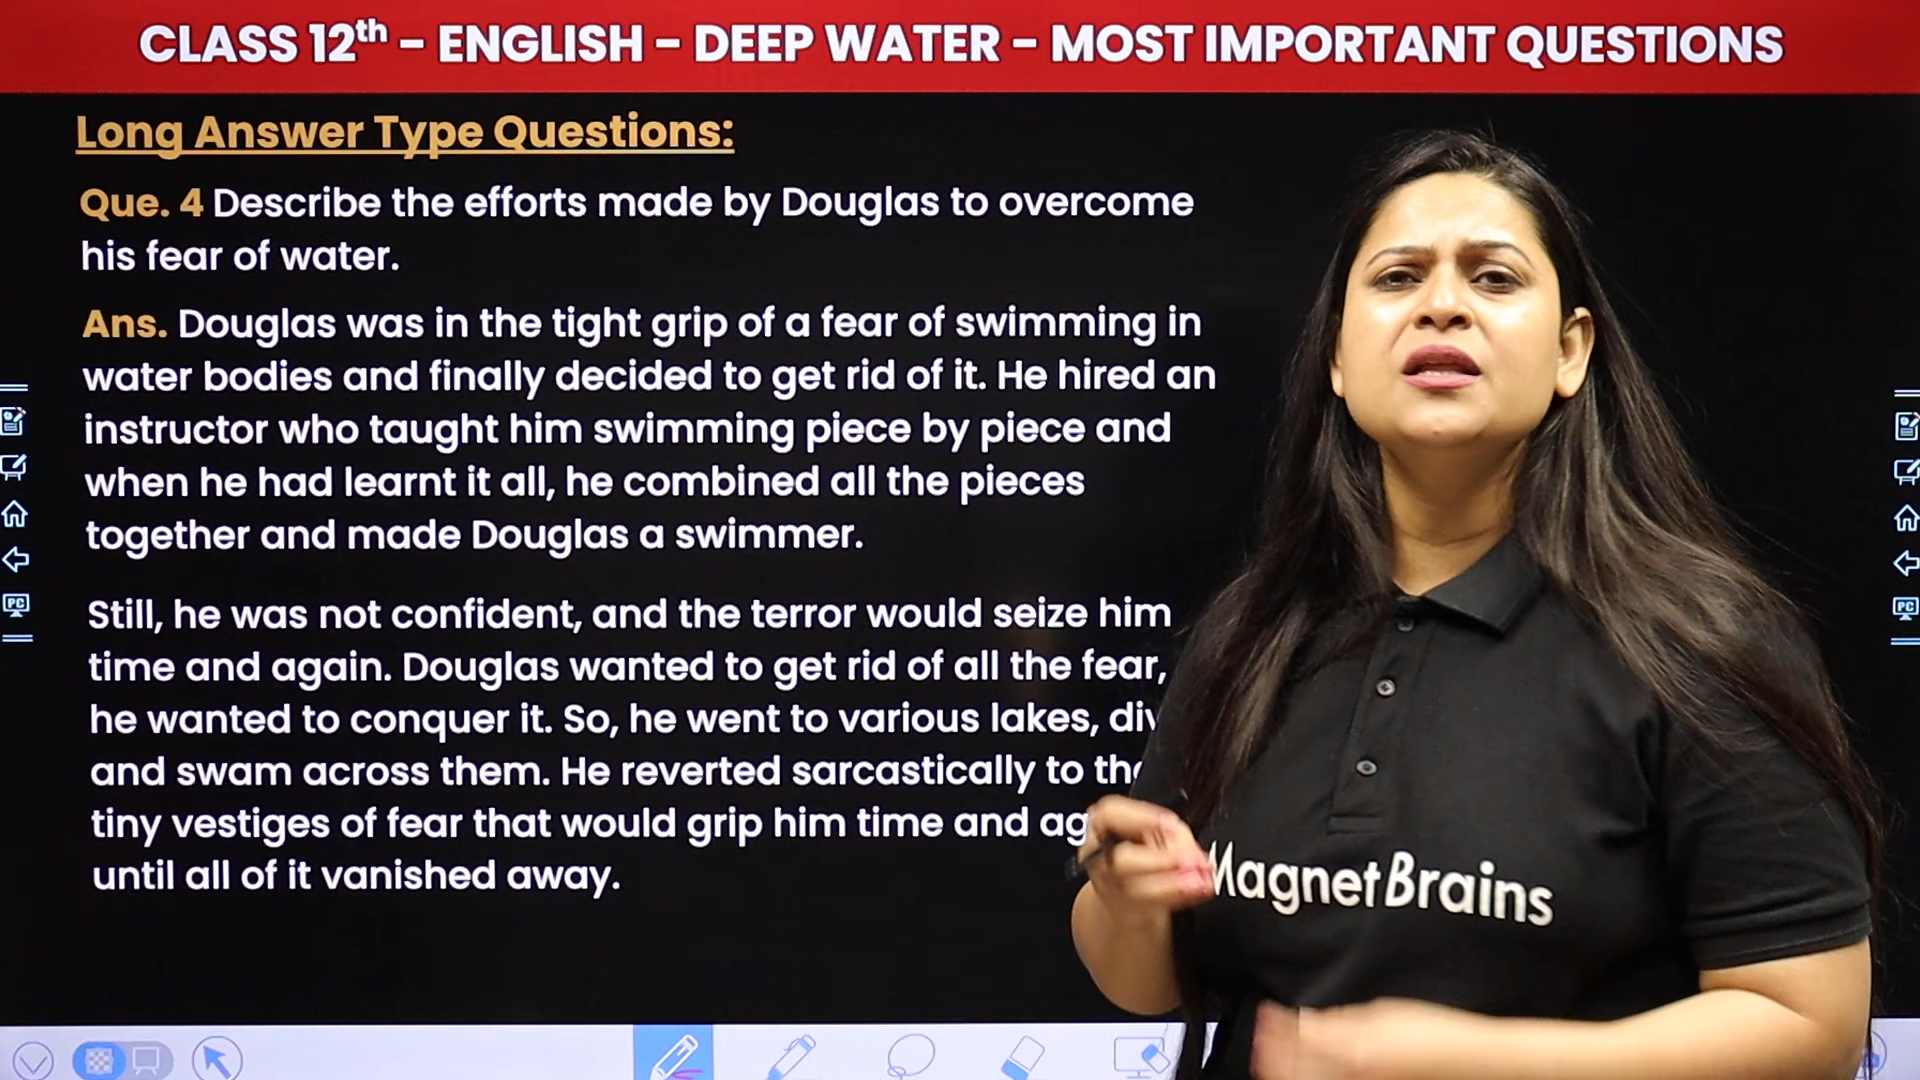 CLASS 12th – ENGLISH – DEEP WATER – MOST IMPORTANT QUESTIONS
Long Answer Type Questions:
Que. 4 Describe the efforts made by Douglas to overcome
his fear of water.
Ans. Douglas was in the tight grip of a fear of swimming in
water bodies and finally decided to get rid of it. He hired an
instructor who taught him swimming piece by piece and
when he had learnt it all, he combined all the pieces
together and made Douglas a swimmer.
Still, he was not confident, and the terror would seize him
time and again. Douglas wanted to get rid of all the fear,
he wanted to conquer it. So, he went to various lakes,
and swam across them. He reverted sarcastically to
tiny vestiges of fear that would grip him time and
until all of it vanished away.
MagnetBrains
PC
PC